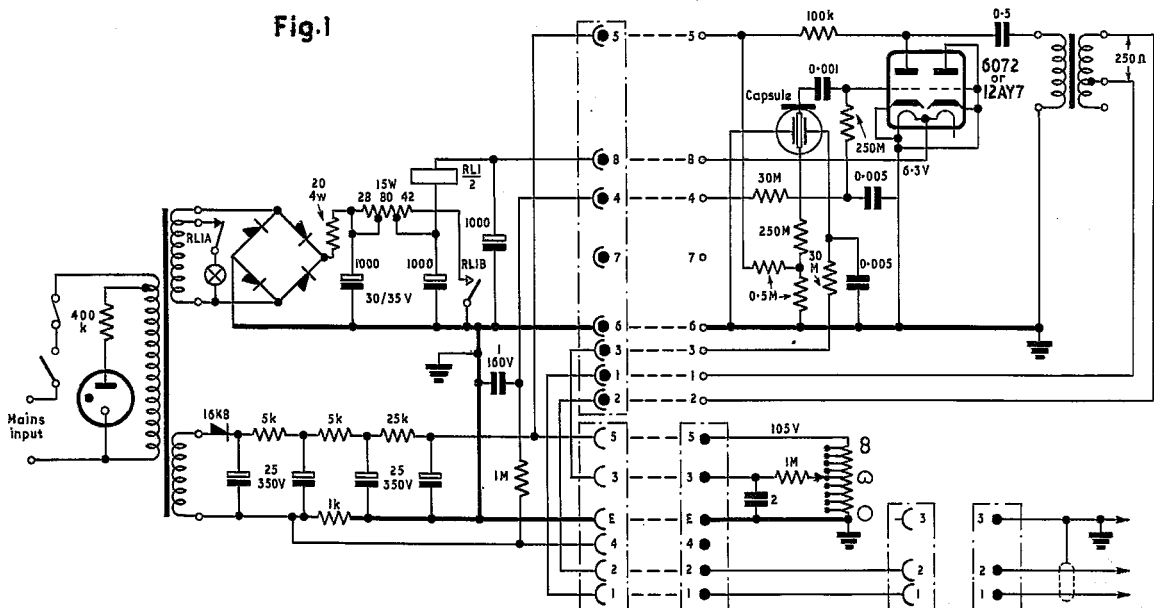 Fig.1
5
5
100k
0·5
250Ω
6072
or
12AY7
0·001
Capsule
250M
8
8
6·3V
RL1
2
20
4w
15W
28 80 42
30M
0·005
4
4
RL1A
1000
1000
1000
30/35V
RL1B
7
7
250M
30
M
0·005
0·5M
400
k
6
6
3
3
1
160V
1
1
2
2
Mains
input
16K8
5k
5k
25k
25
350V
25
350V
1k
1M
5
5
105V
∞
ω
O
3
3
1M
2
E
E
3
3
4
4
2
2
2
2
1
1
1
1